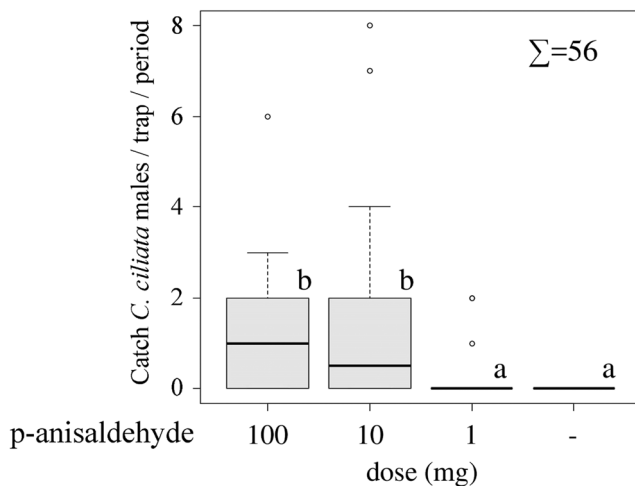 Catch C. ciliata males / trap / period
8
6
4
2
0
∑=56
b
b
a
a
p-anisaldehyde
100
10
1
-
dose (mg)